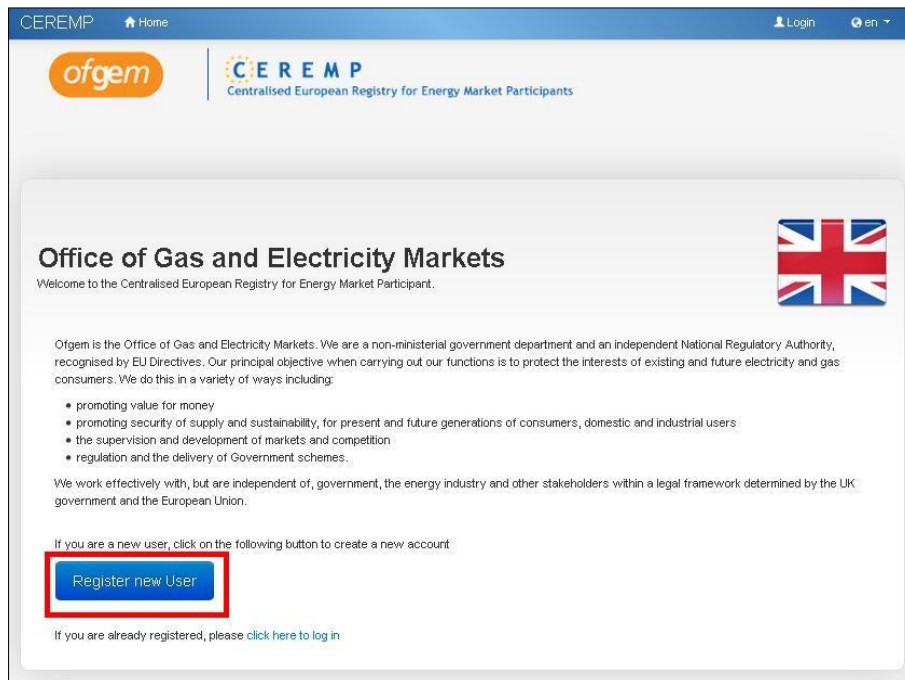 CEREMP Home Login en
ofgem
CEREMP
Centralised European Registry for Energy Market Participants
Office of Gas and Electricity Markets
Welcome to the Centralised European Registry for Energy Market Participant.
Ofgem is the Office of Gas and Electricity Markets. We are a non-ministerial government department and an independent National Regulatory Authority,
recognised by EU Directives. Our principal objective when carrying out our functions is to protect the interests of existing and future electricity and gas
consumers. We do this in a variety of ways including:
• promoting value for money
• promoting security of supply and sustainability, for present and future generations of consumers, domestic and industrial users
• the supervision and development of markets and competition
• regulation and the delivery of Government schemes.
We work effectively with, but are independent of, government, the energy industry and other stakeholders within a legal framework determined by the UK
government and the European Union.
If you are a new user, click on the following button to create a new account
Register new User
If you are already registered, please click here to log in